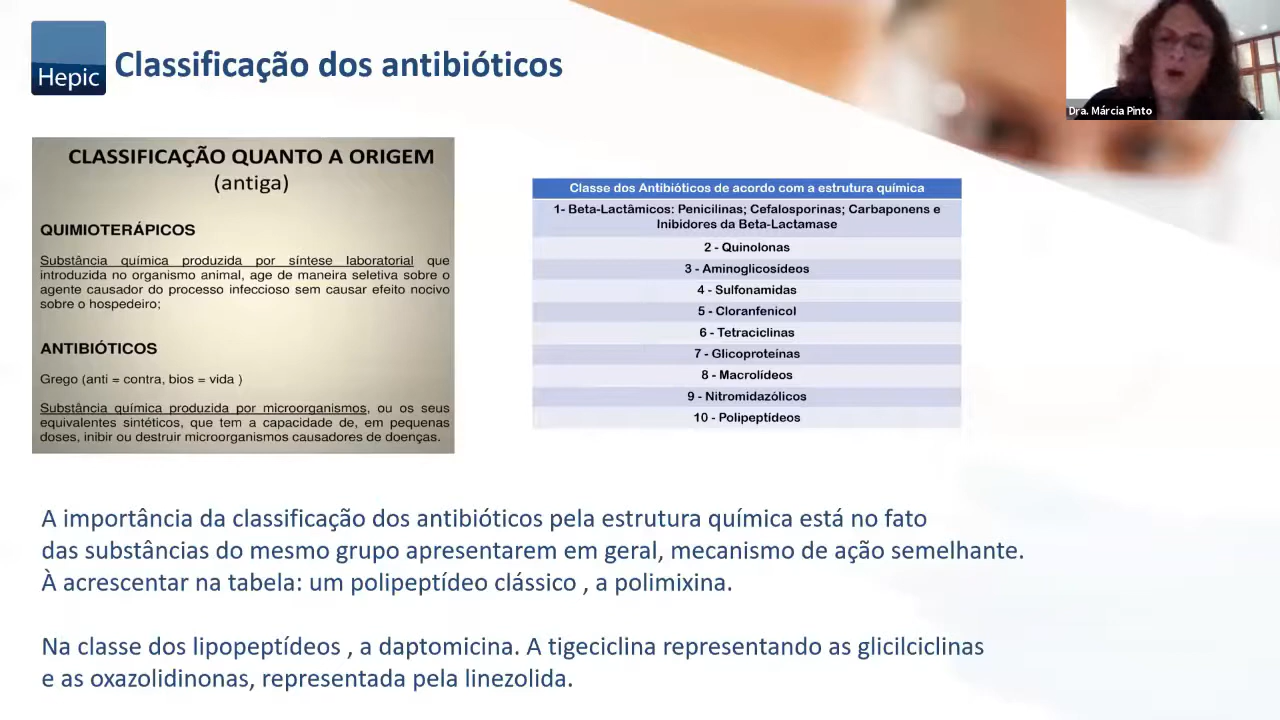 Hepic
Classificação dos antibióticos
Dra. Márcia Pinto
CLASSIFICAÇÃO QUANTO A ORIGEM
(antiga)
QUIMIOTERÁPICOS
Substância química produzida por síntese laboratorial que
introduzida no organismo animal, age de maneira seletiva sobre o
agente causador do processo infeccioso sem causar efeito nocivo
sobre o hospedeiro;
ANTIBIÓTICOS
Grego (anti = contra, bios = vida )
Substância química produzida por microorganismos, ou os seus
equivalentes sintéticos, que tem a capacidade de, em pequenas
doses, inibir ou destruir microorganismos causadores de doenças.
Classe dos Antibióticos de acordo com a estrutura química
1- Beta-Lactâmicos: Penicilinas; Cefalosporinas; Carbaponens e
Inibidores da Beta-Lactamase
2 - Quinolonas
3 - Aminoglicosídeos
4 - Sulfonamidas
5 - Cloranfenicol
6 - Tetraciclinas
7 - Glicoproteínas
8 - Macrolídeos
9 - Nitromidazólicos
10 - Polipeptídeos
A importância da classificação dos antibióticos pela estrutura química está no fato
das substâncias do mesmo grupo apresentarem em geral, mecanismo de ação semelhante.
À acrescentar na tabela: um polipeptídeo clássico , a polimixina.
Na classe dos lipopeptídeos , a daptomicina. A tigeciclina representando as glicilciclinas
e as oxazolidinonas, representada pela linezolida.